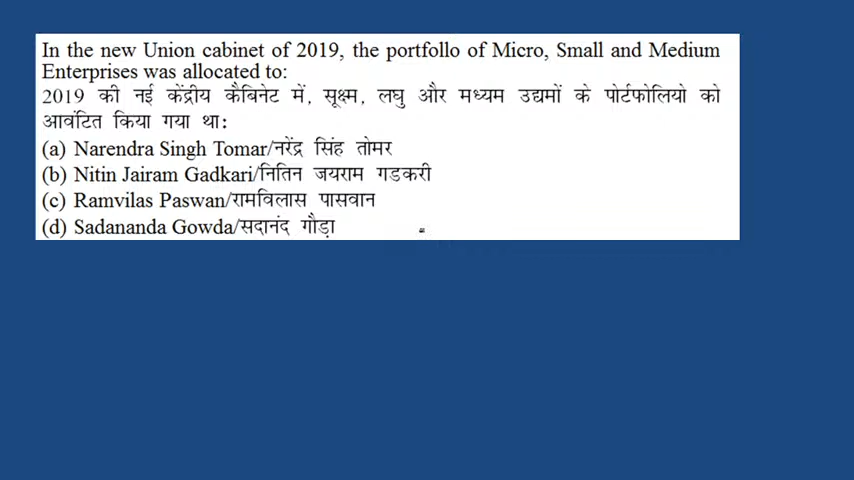 In the new Union cabinet of 2019, the portfollo of Micro, Small and Medium
Enterprises was allocated to:
2019 की नई केंद्रीय कैबिनेट में, सूक्ष्म, लघु और मध्यम उद्यमों के पोर्टफोलियो को
आवंटित किया गया था:
(a) Narendra Singh Tomar/नरेंद्र सिंह तोमर
(b) Nitin Jairam Gadkari/नितिन जयराम गडकरी
(c) Ramvilas Paswan/रामविलास पासवान
(d) Sadananda Gowda/सदानंद गौड़ा